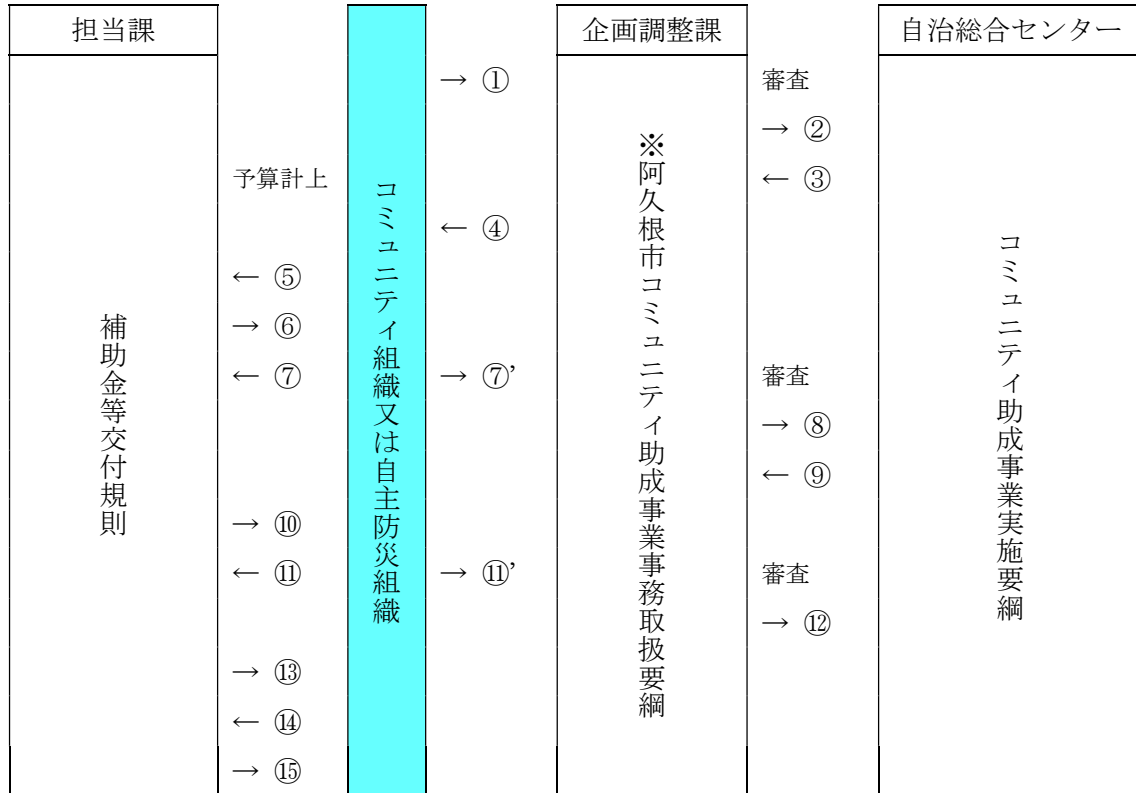 担当課
企画調整課
自治総合センター
→ ① 審査
→ ②
予算計上 ← ③
← ④
← ⑤
→ ⑥
← ⑦ → ⑦’ 審査
→ ⑧
← ⑨
→ ⑩
← ⑪ → ⑪’ 審査
→ ⑫
→ ⑬
← ⑭
→ ⑮
補助金等交付規則
コミュニティ組織又は自主防災組織
※阿久根市コミュニティ助成事業事務取扱要綱
コミュニティ助成事業実施要綱